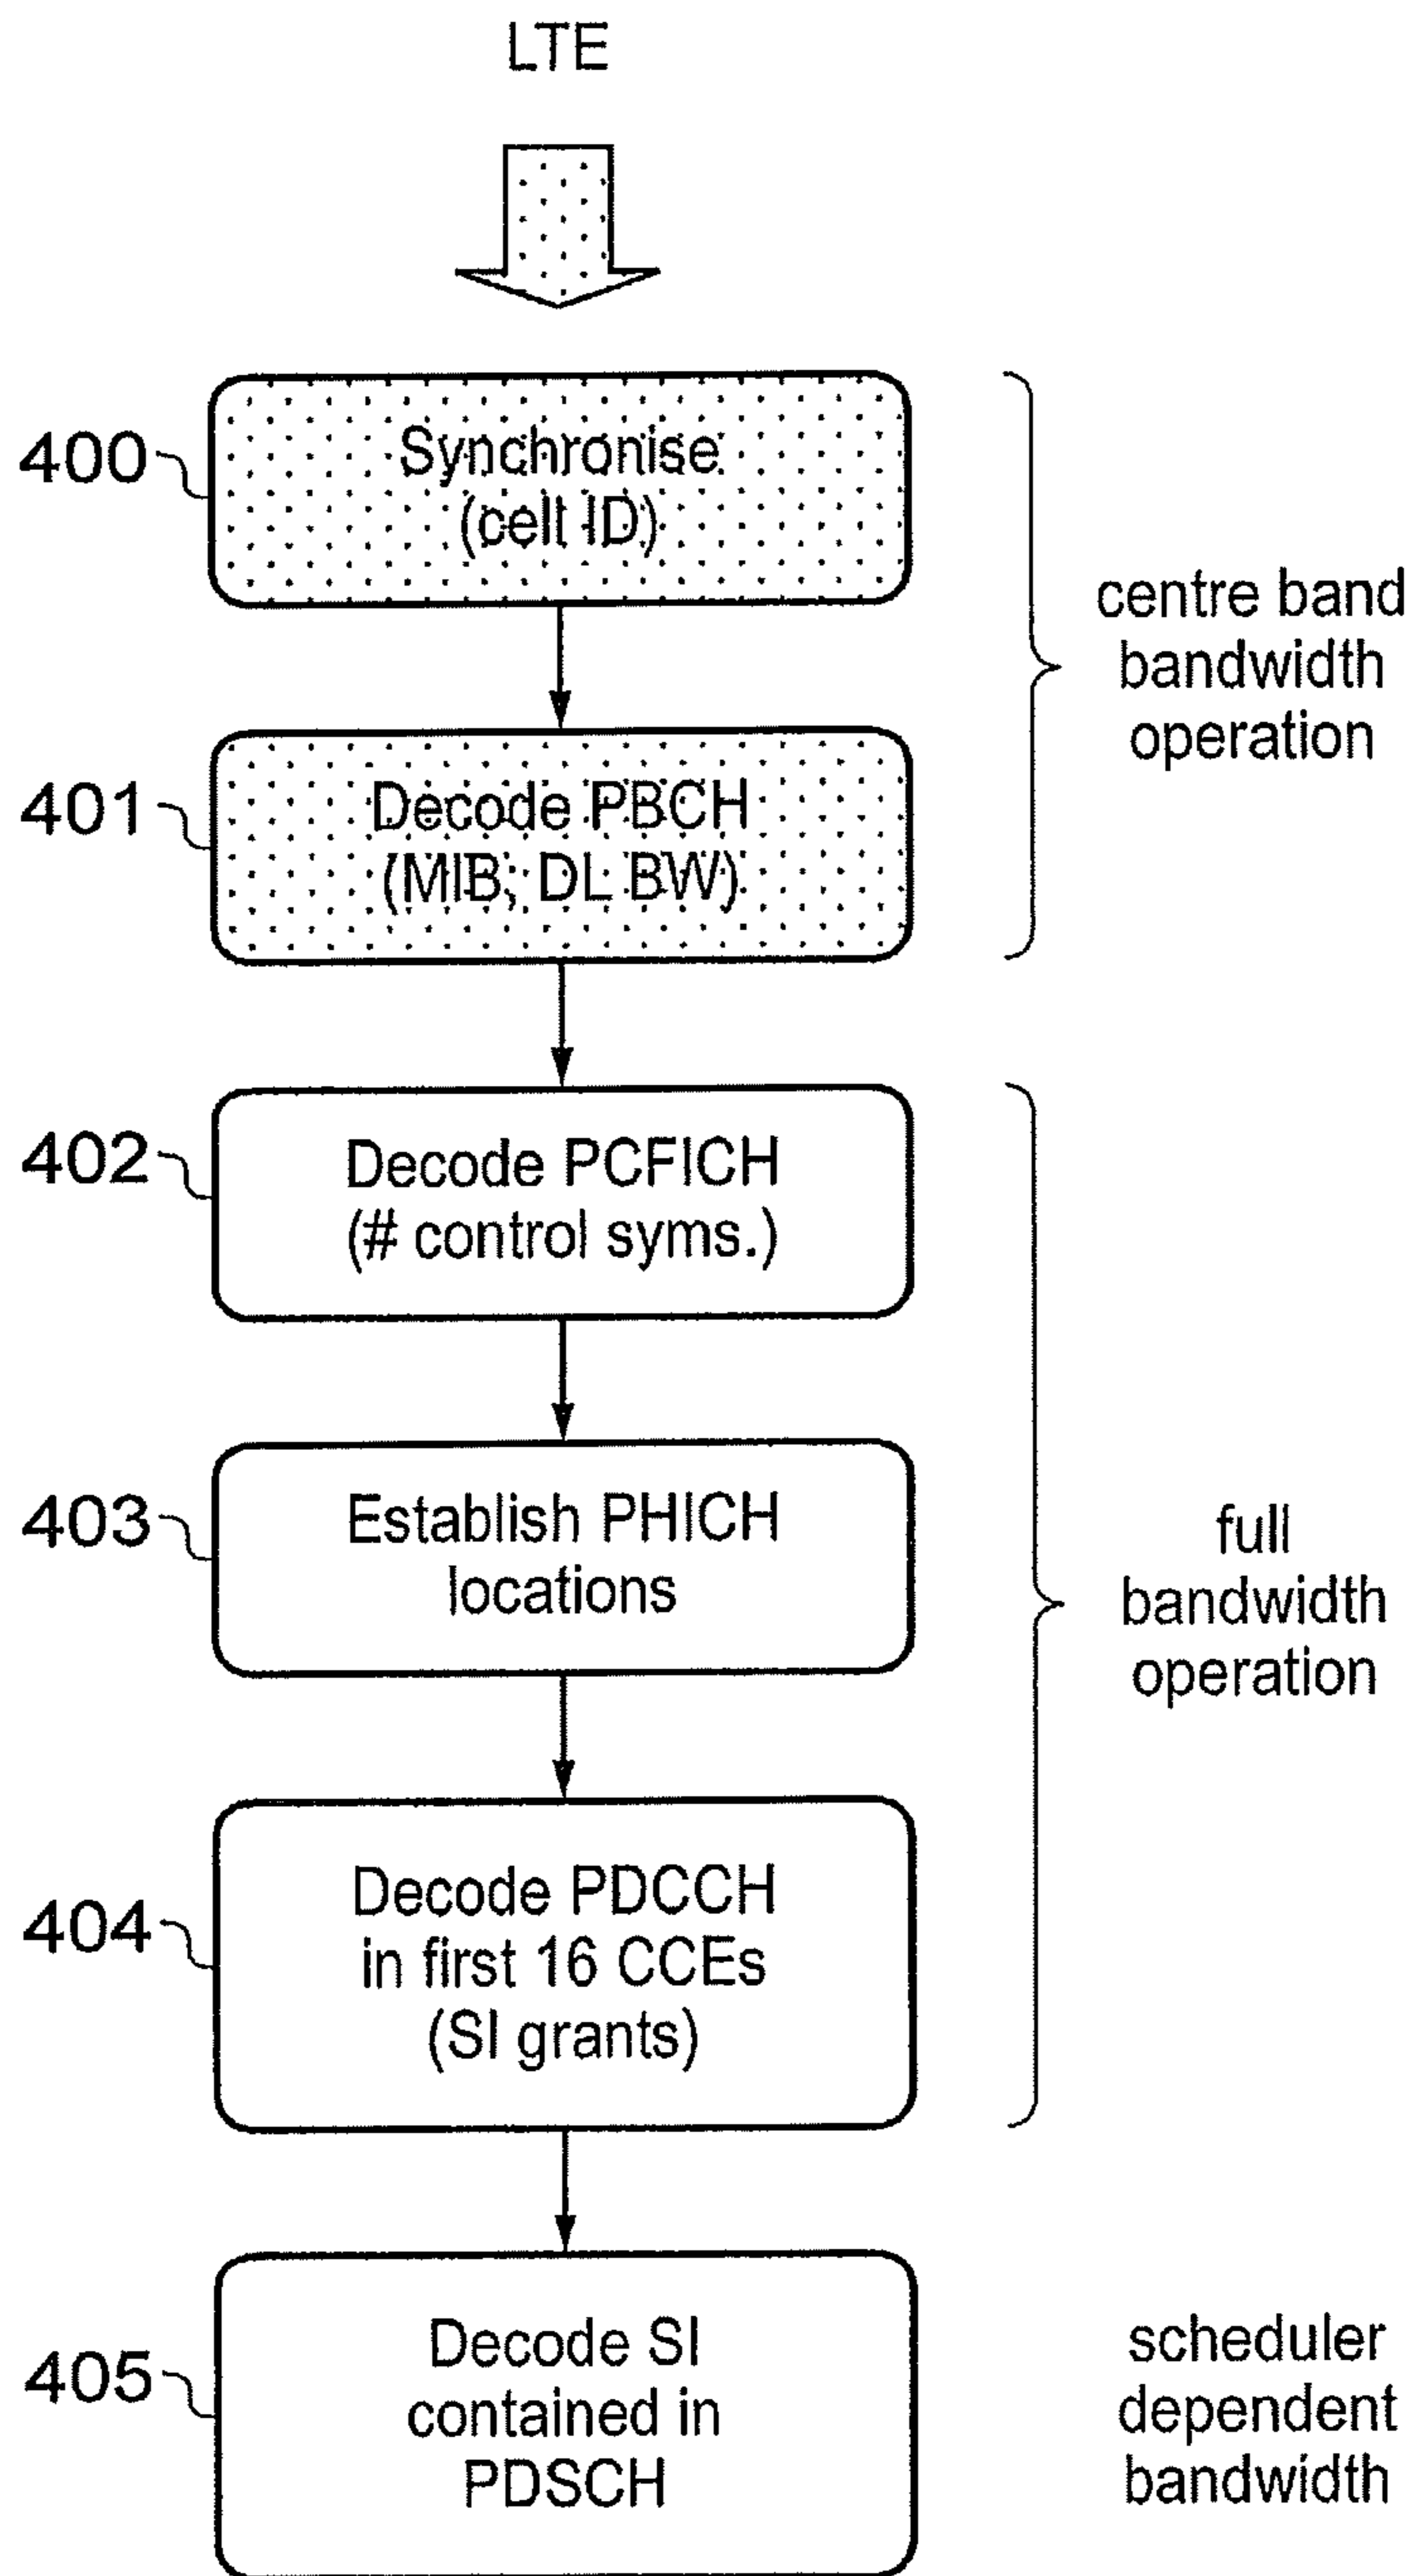 LTE
400
Synchronise
(cell ID)
centre band
bandwidth
operation
401
Decode PBCH
(MIB; DL BW)
402
Decode PCFICH
(# control syms.)
403
Establish PHICH
locations
full
bandwidth
operation
404
Decode PDCCH
in first 16 CCEs
(SI grants)
405
Decode SI
contained in
PDSCH
scheduler
dependent
bandwidth